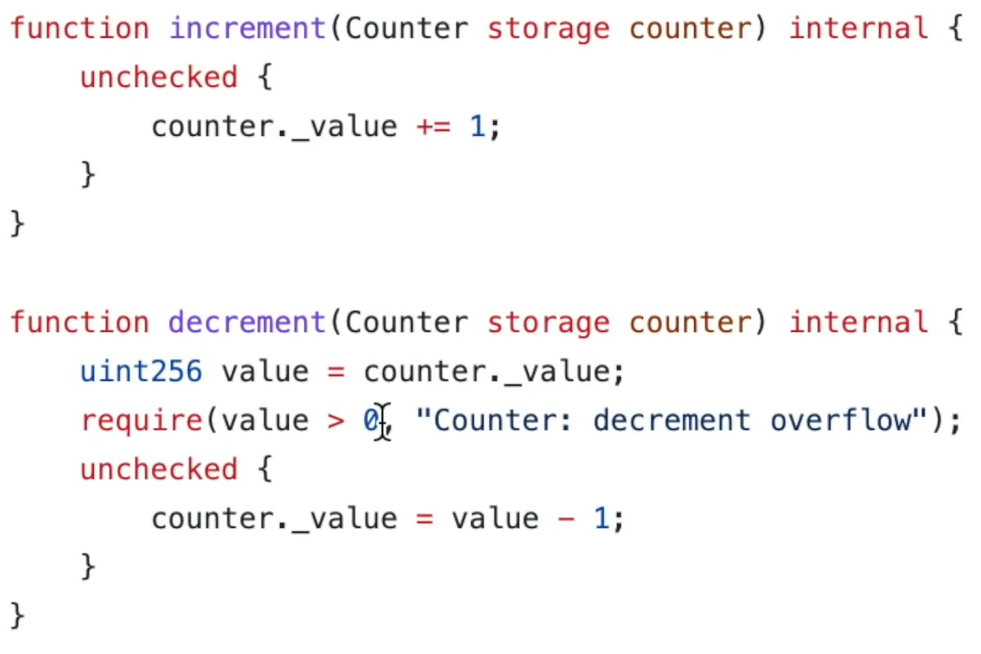 function increment(Counter storage counter) internal {
    unchecked {
        counter._value += 1;
    }
}

function decrement(Counter storage counter) internal {
    uint256 value = counter._value;
    require(value > 0, "Counter: decrement overflow");
    unchecked {
        counter._value = value - 1;
    }
}